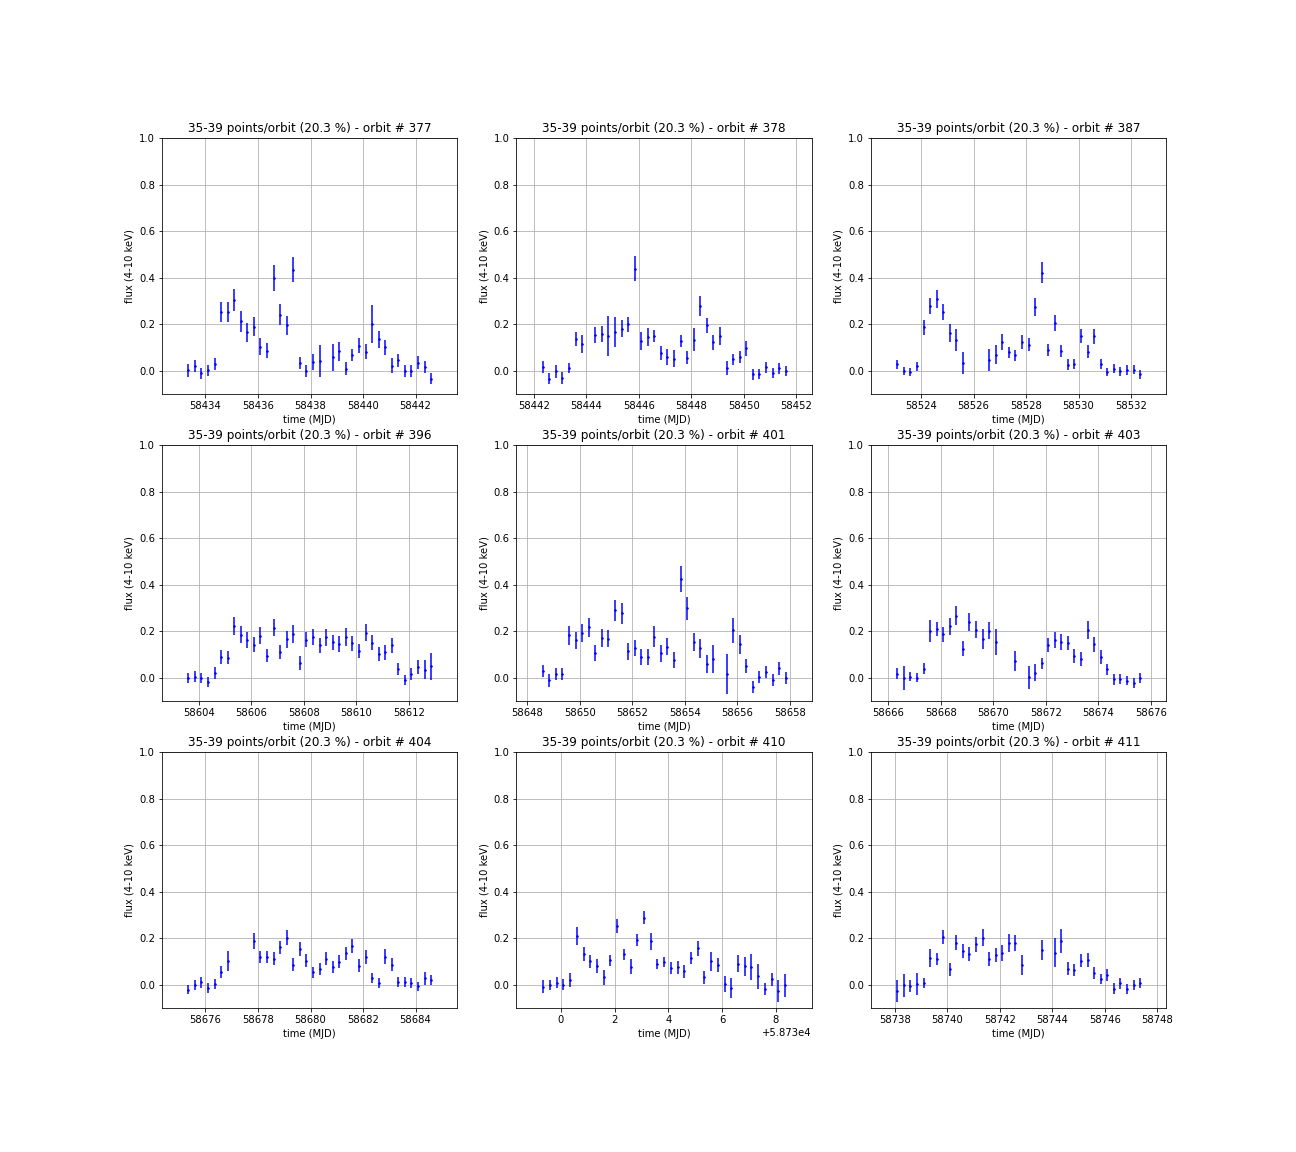 35-39 points/orbit (20.3 %) - orbit # 377
1.0
0.8
0.6
0.4
0.2
0.0
flux (4-10 keV)
58434 58436 58438 58440 58442
time (MJD)
35-39 points/orbit (20.3 %) - orbit # 378
1.0
0.8
0.6
0.4
0.2
0.0
flux (4-10 keV)
58442 58444 58446 58448 58450 58452
time (MJD)
35-39 points/orbit (20.3 %) - orbit # 387
1.0
0.8
0.6
0.4
0.2
0.0
flux (4-10 keV)
58524 58526 58528 58530 58532
time (MJD)
35-39 points/orbit (20.3 %) - orbit # 396
1.0
0.8
0.6
0.4
0.2
0.0
flux (4-10 keV)
58604 58606 58608 58610 58612
time (MJD)
35-39 points/orbit (20.3 %) - orbit # 401
1.0
0.8
0.6
0.4
0.2
0.0
flux (4-10 keV)
58648 58650 58652 58654 58656 58658
time (MJD)
35-39 points/orbit (20.3 %) - orbit # 403
1.0
0.8
0.6
0.4
0.2
0.0
flux (4-10 keV)
58666 58668 58670 58672 58674 58676
time (MJD)
35-39 points/orbit (20.3 %) - orbit # 404
1.0
0.8
0.6
0.4
0.2
0.0
flux (4-10 keV)
58676 58678 58680 58682 58684
time (MJD)
35-39 points/orbit (20.3 %) - orbit # 410
1.0
0.8
0.6
0.4
0.2
0.0
flux (4-10 keV)
0 2 4 6 8
time (MJD)
+5.873e4
35-39 points/orbit (20.3 %) - orbit # 411
1.0
0.8
0.6
0.4
0.2
0.0
flux (4-10 keV)
58738 58740 58742 58744 58746 58748
time (MJD)